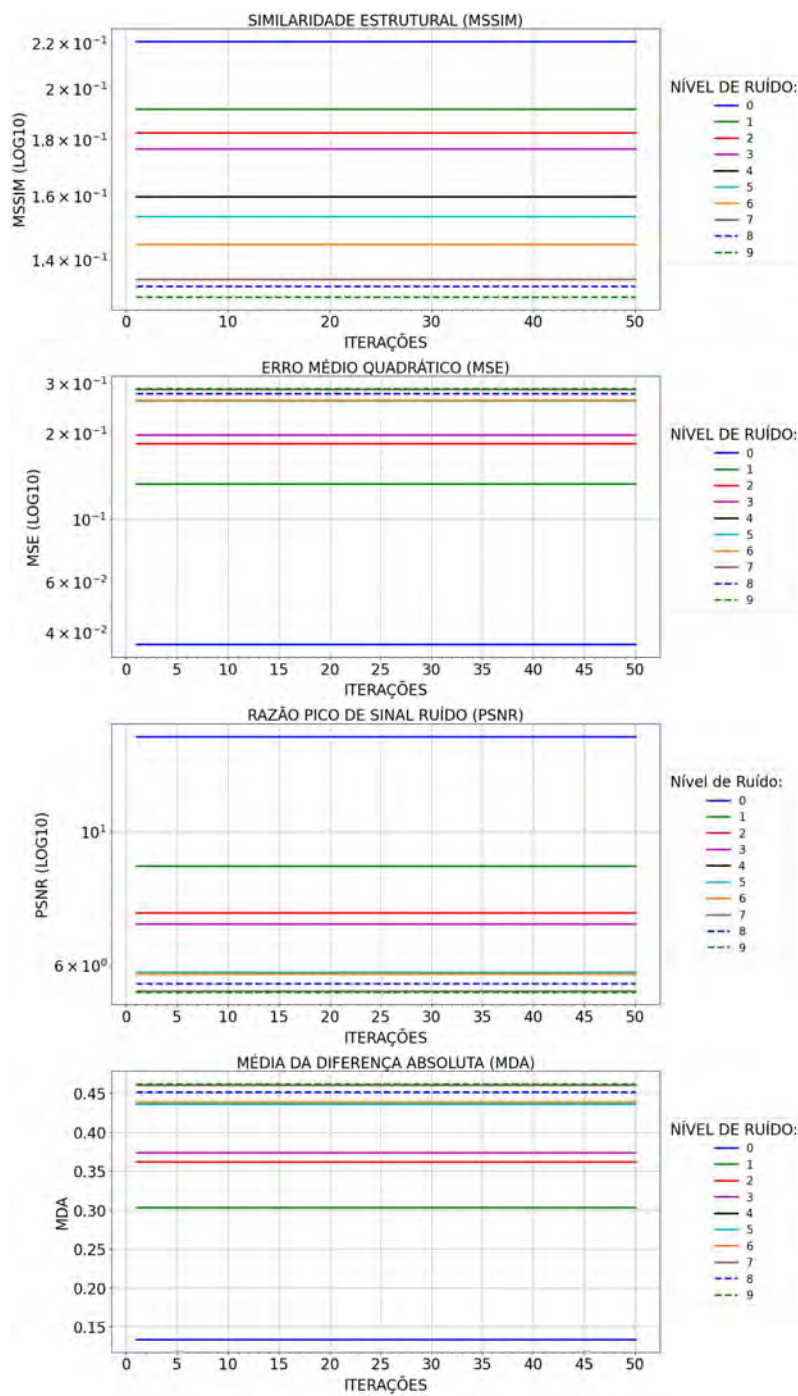 SIMILARIDADE ESTRUTURAL (MSSIM)
2.2 × 10⁻¹
2 × 10⁻¹
1.8 × 10⁻¹
1.6 × 10⁻¹
1.4 × 10⁻¹
MSSIM (LOG10)
0 10 20 30 40 50
ITERAÇÕES
NÍVEL DE RUÍDO:
0
1
2
3
4
5
6
7
8
9
ERRO MÉDIO QUADRÁTICO (MSE)
3 × 10⁻¹
2 × 10⁻¹
10⁻¹
6 × 10⁻²
4 × 10⁻²
MSE (LOG10)
0 5 10 15 20 25 30 35 40 45 50
ITERAÇÕES
NÍVEL DE RUÍDO:
0
1
2
3
4
5
6
7
8
9
RAZÃO PICO DE SINAL RUÍDO (PSNR)
10¹
6 × 10⁰
PSNR (LOG10)
0 5 10 15 20 25 30 35 40 45 50
ITERAÇÕES
Nível de Ruído:
0
1
2
3
4
5
6
7
8
9
MÉDIA DA DIFERENÇA ABSOLUTA (MDA)
0.45
0.40
0.35
0.30
0.25
0.20
0.15
MDA
0 5 10 15 20 25 30 35 40 45 50
ITERAÇÕES
NÍVEL DE RUÍDO:
0
1
2
3
4
5
6
7
8
9